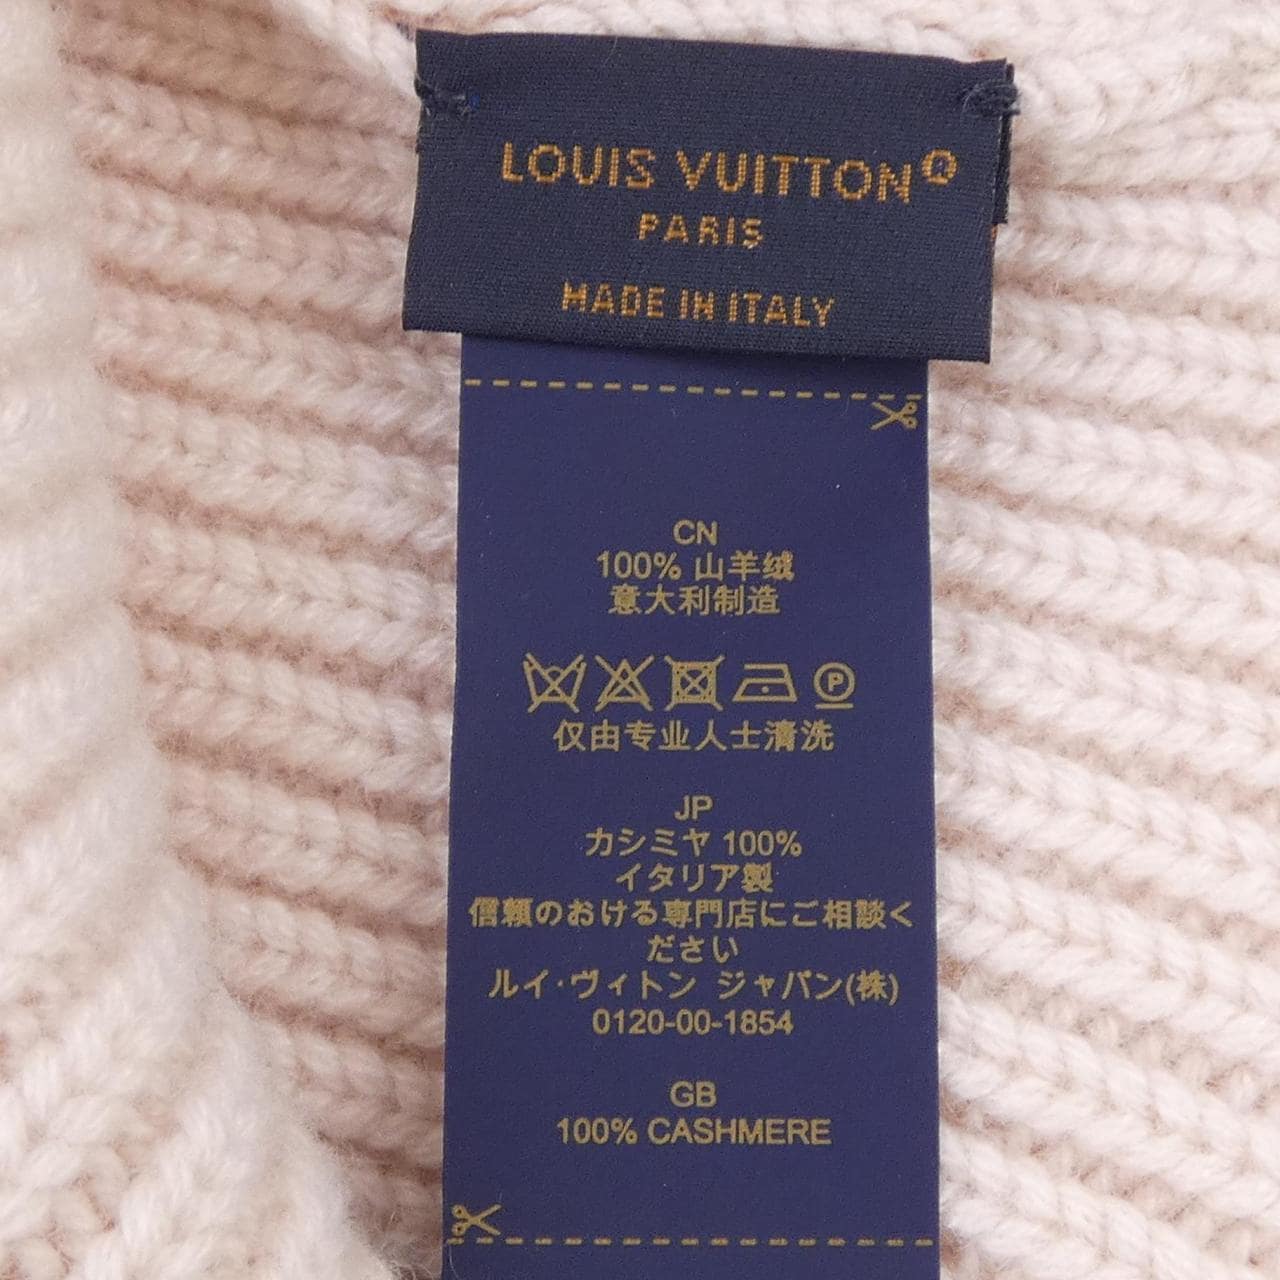 LOUIS VUITTON®
PARIS
MADE IN ITALY
CN
100% 山羊绒
意大利制造
P
仅由专业人士清洗
JP
カシミヤ 100%
イタリア製
信頼のおける専門店にご相談く
ださい
ルイ·ヴィトン ジャパン(株)
0120-00-1854
GB
100% CASHMERE